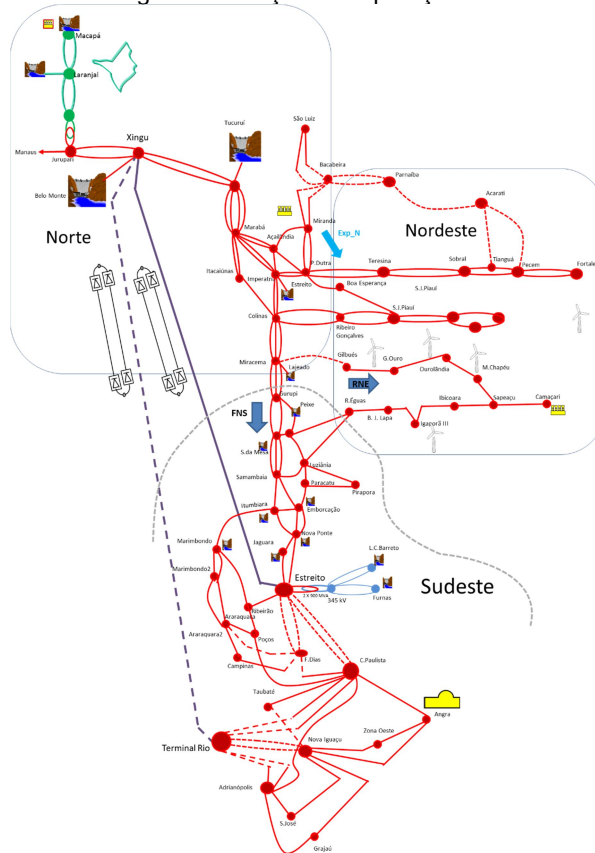 Macapá
Laranjal
Tucuruí
São Luiz
Xingu
Manaus
Jurupari
Bacabeira
Parnaíba
Belo Monte
Acarati
Marabá
Miranda
Norte
Açailândia
Exp_N
Nordeste
Itacaiúnas
Imperatriz
P.Dutra
Teresina
Sobral
Tianguá
Pecem
Estreito
Boa Esperança
S.J.Piauí
S.J.Piauí
Colinas
Ribeiro
Gonçalves
Miracema
Lajeado
Gilbués
G.Ouro
Ourolândia
M.Chapéu
RNE
Gurupi
Peixe
FNS
R.Éguas
B. J. Lapa
Ibicoara
Sapeaçu
Camaçari
Igaporã III
S.da Mesa
Luziânia
Samambaia
Paracatu
Pirapora
Itumbiara
Emborcação
Nova Ponte
Marimbondo
Jaguara
L.C.Barreto
Marimbondo2
Estreito
Sudeste
345 kV
Furnas
Ribeirão
Araraquara
Araraquara2
Poços
Campinas
F.Dias
C.Paulista
Taubaté
Angra
Zona Oeste
Nova Iguaçu
Terminal Rio
Adrianópolis
S.José
Grajaú